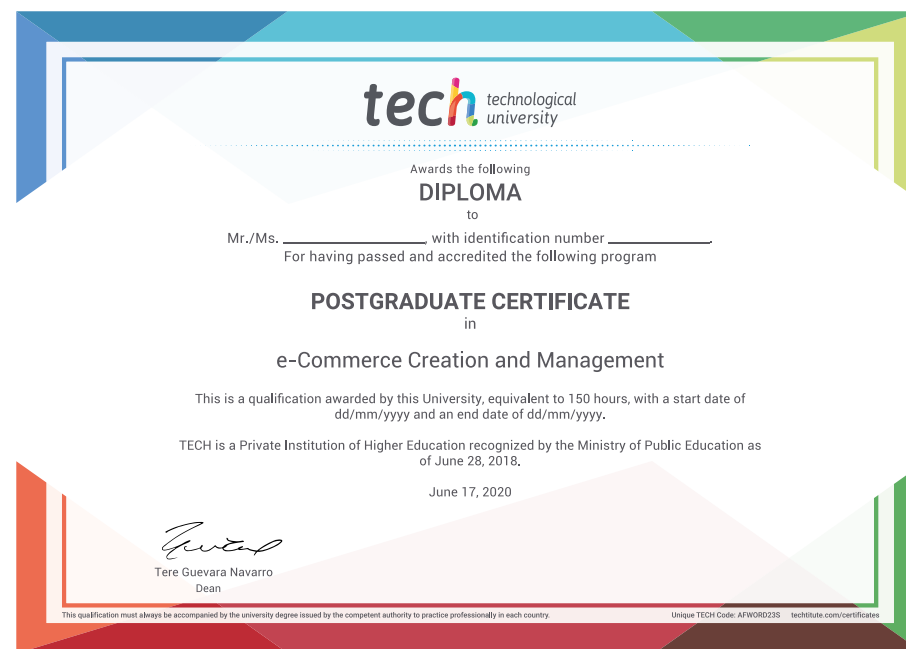 tech technological
university
Awards the following
DIPLOMA
to
Mr./Ms. ____________________, with identification number ______________.
For having passed and accredited the following program
POSTGRADUATE CERTIFICATE
in
e-Commerce Creation and Management
This is a qualification awarded by this University, equivalent to 150 hours, with a start date of
dd/mm/yyyy and an end date of dd/mm/yyyy.
TECH is a Private Institution of Higher Education recognized by the Ministry of Public Education as
of June 28, 2018.
June 17, 2020
Tere Guevara Navarro
Dean
This qualification must always be accompanied by the university degree issued by the competent authority to practice professionally in each country. Unique TECH Code: AFWORD23S techtitute.com/certificates